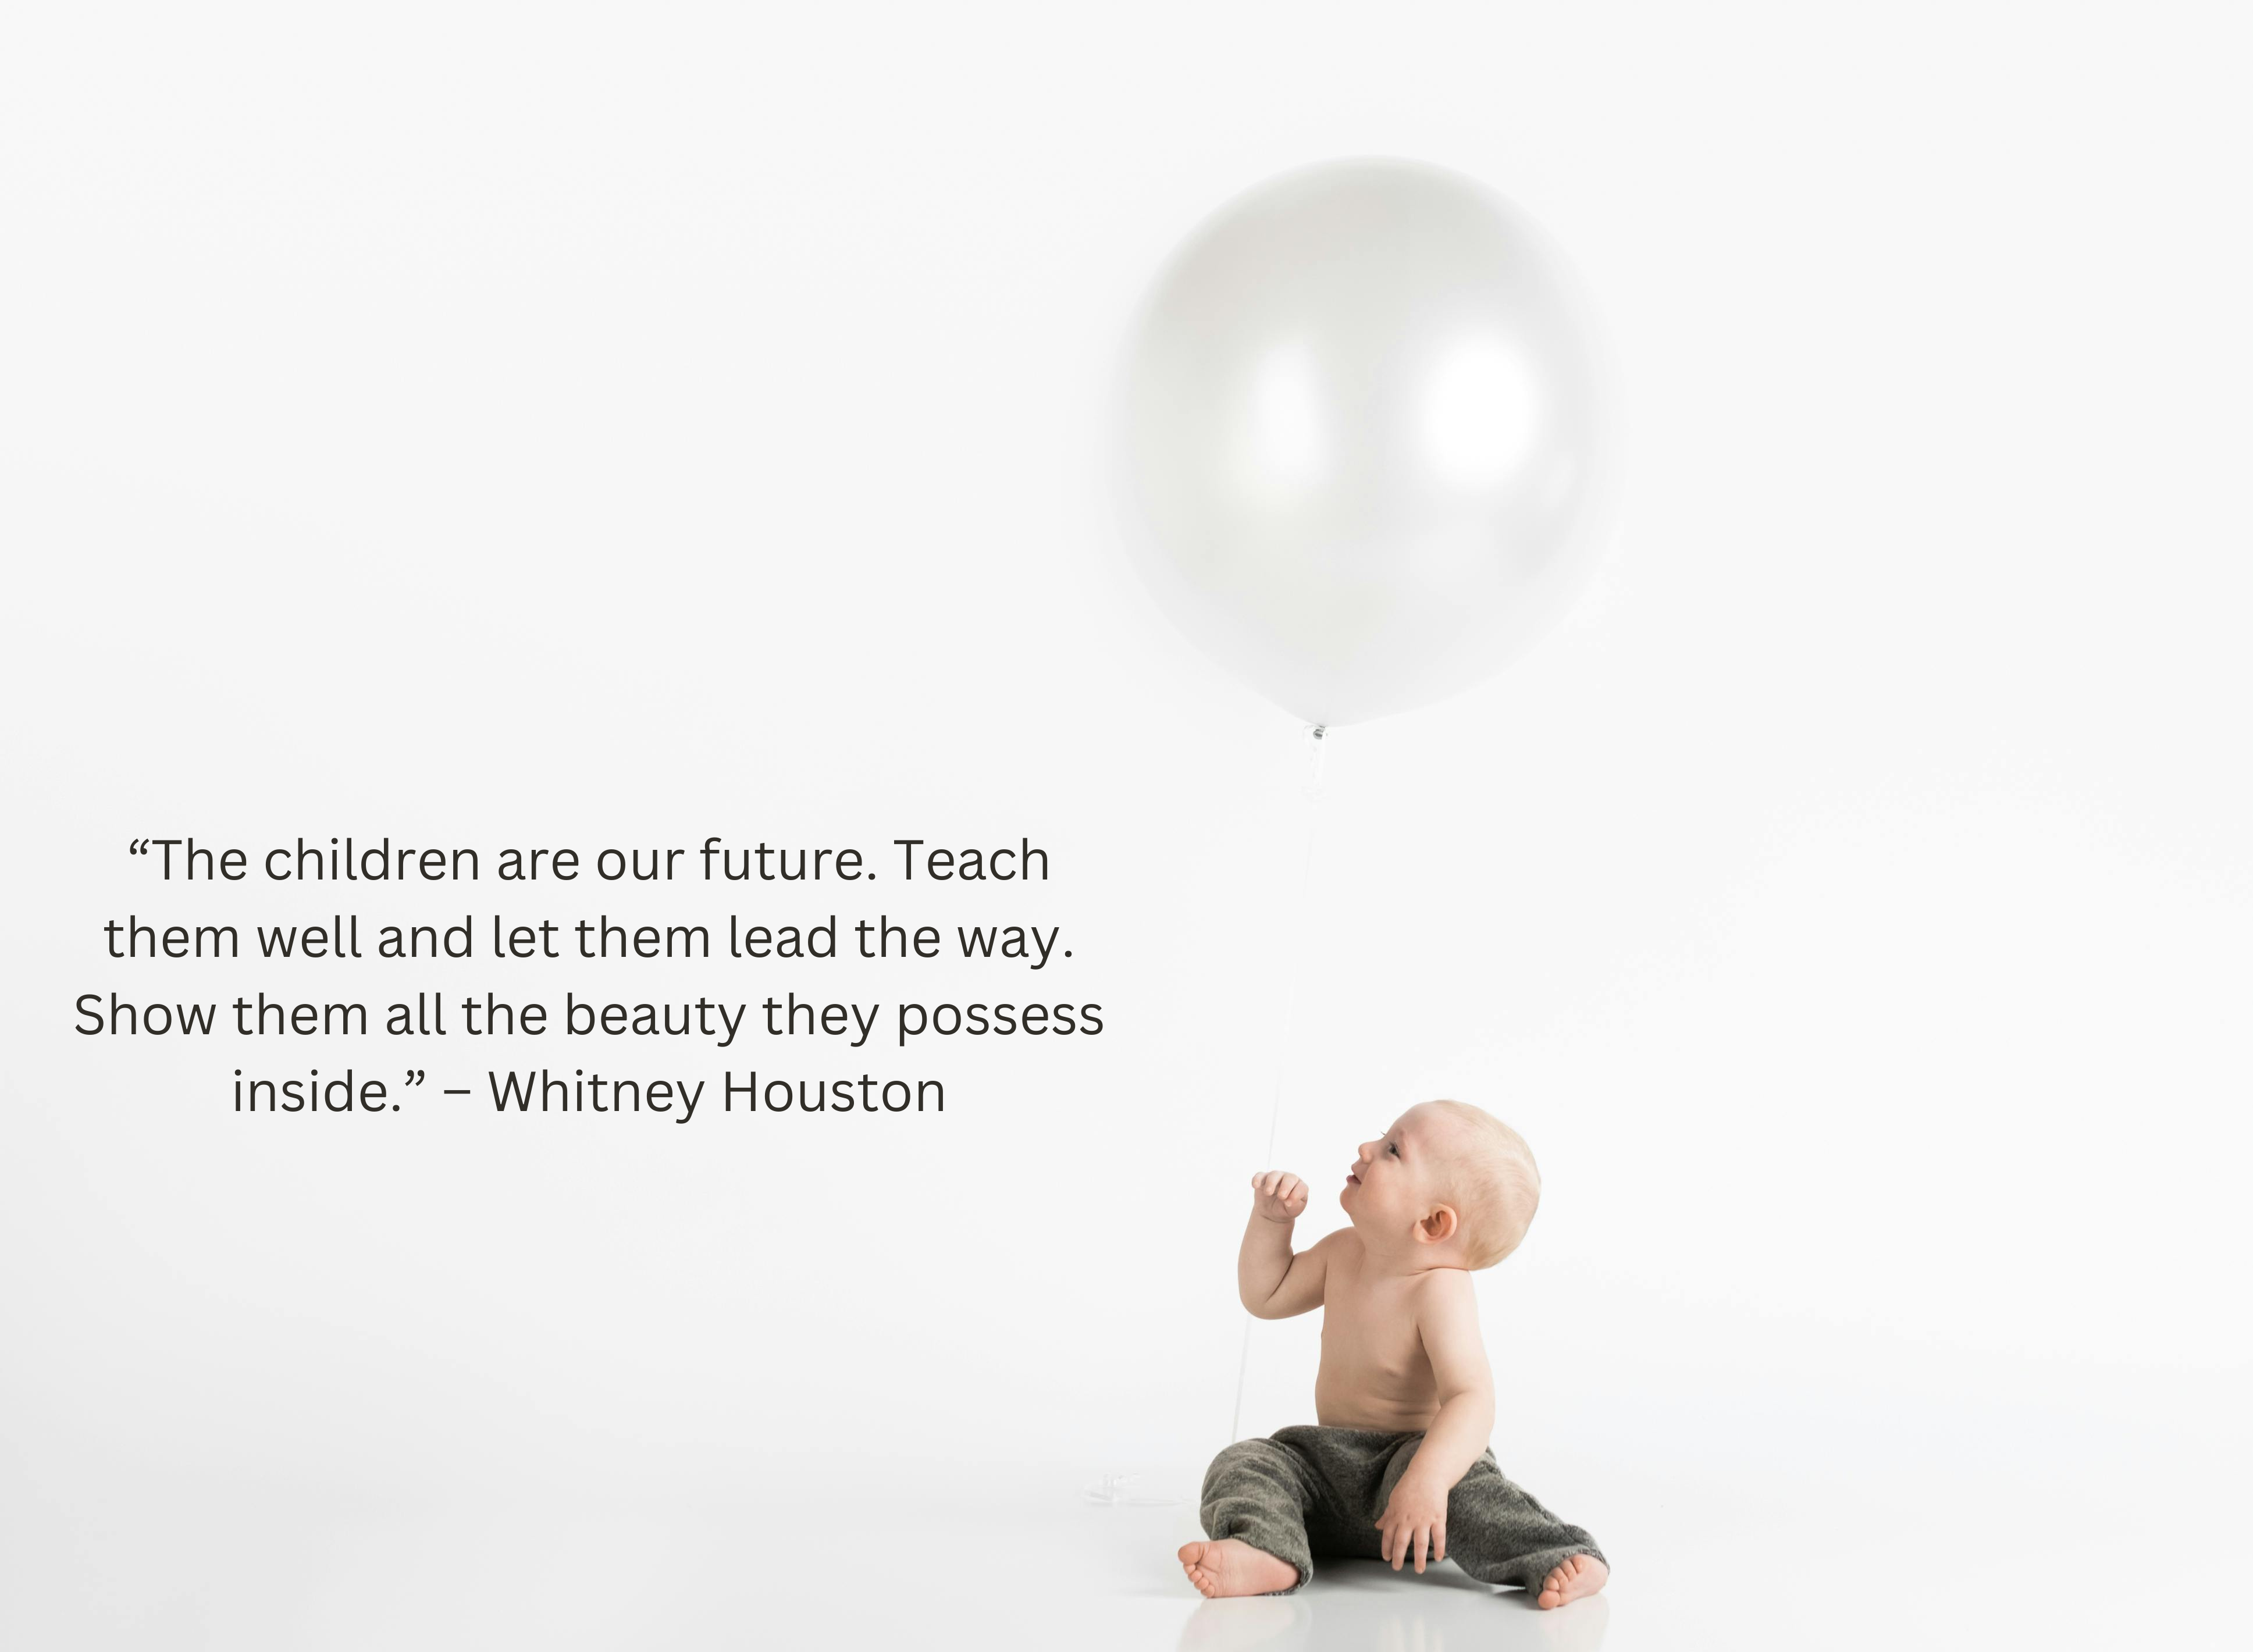 “The children are our future. Teach
them well and let them lead the way.
Show them all the beauty they possess
inside.” – Whitney Houston